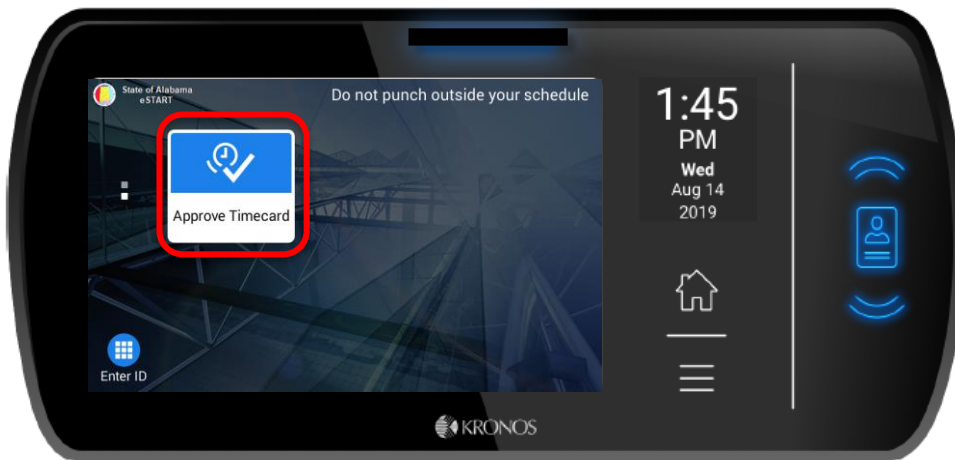 State of Alabama
eSTART
Do not punch outside your schedule
Approve Timecard
Enter ID
1:45
PM
Wed
Aug 14
2019
KRONOS